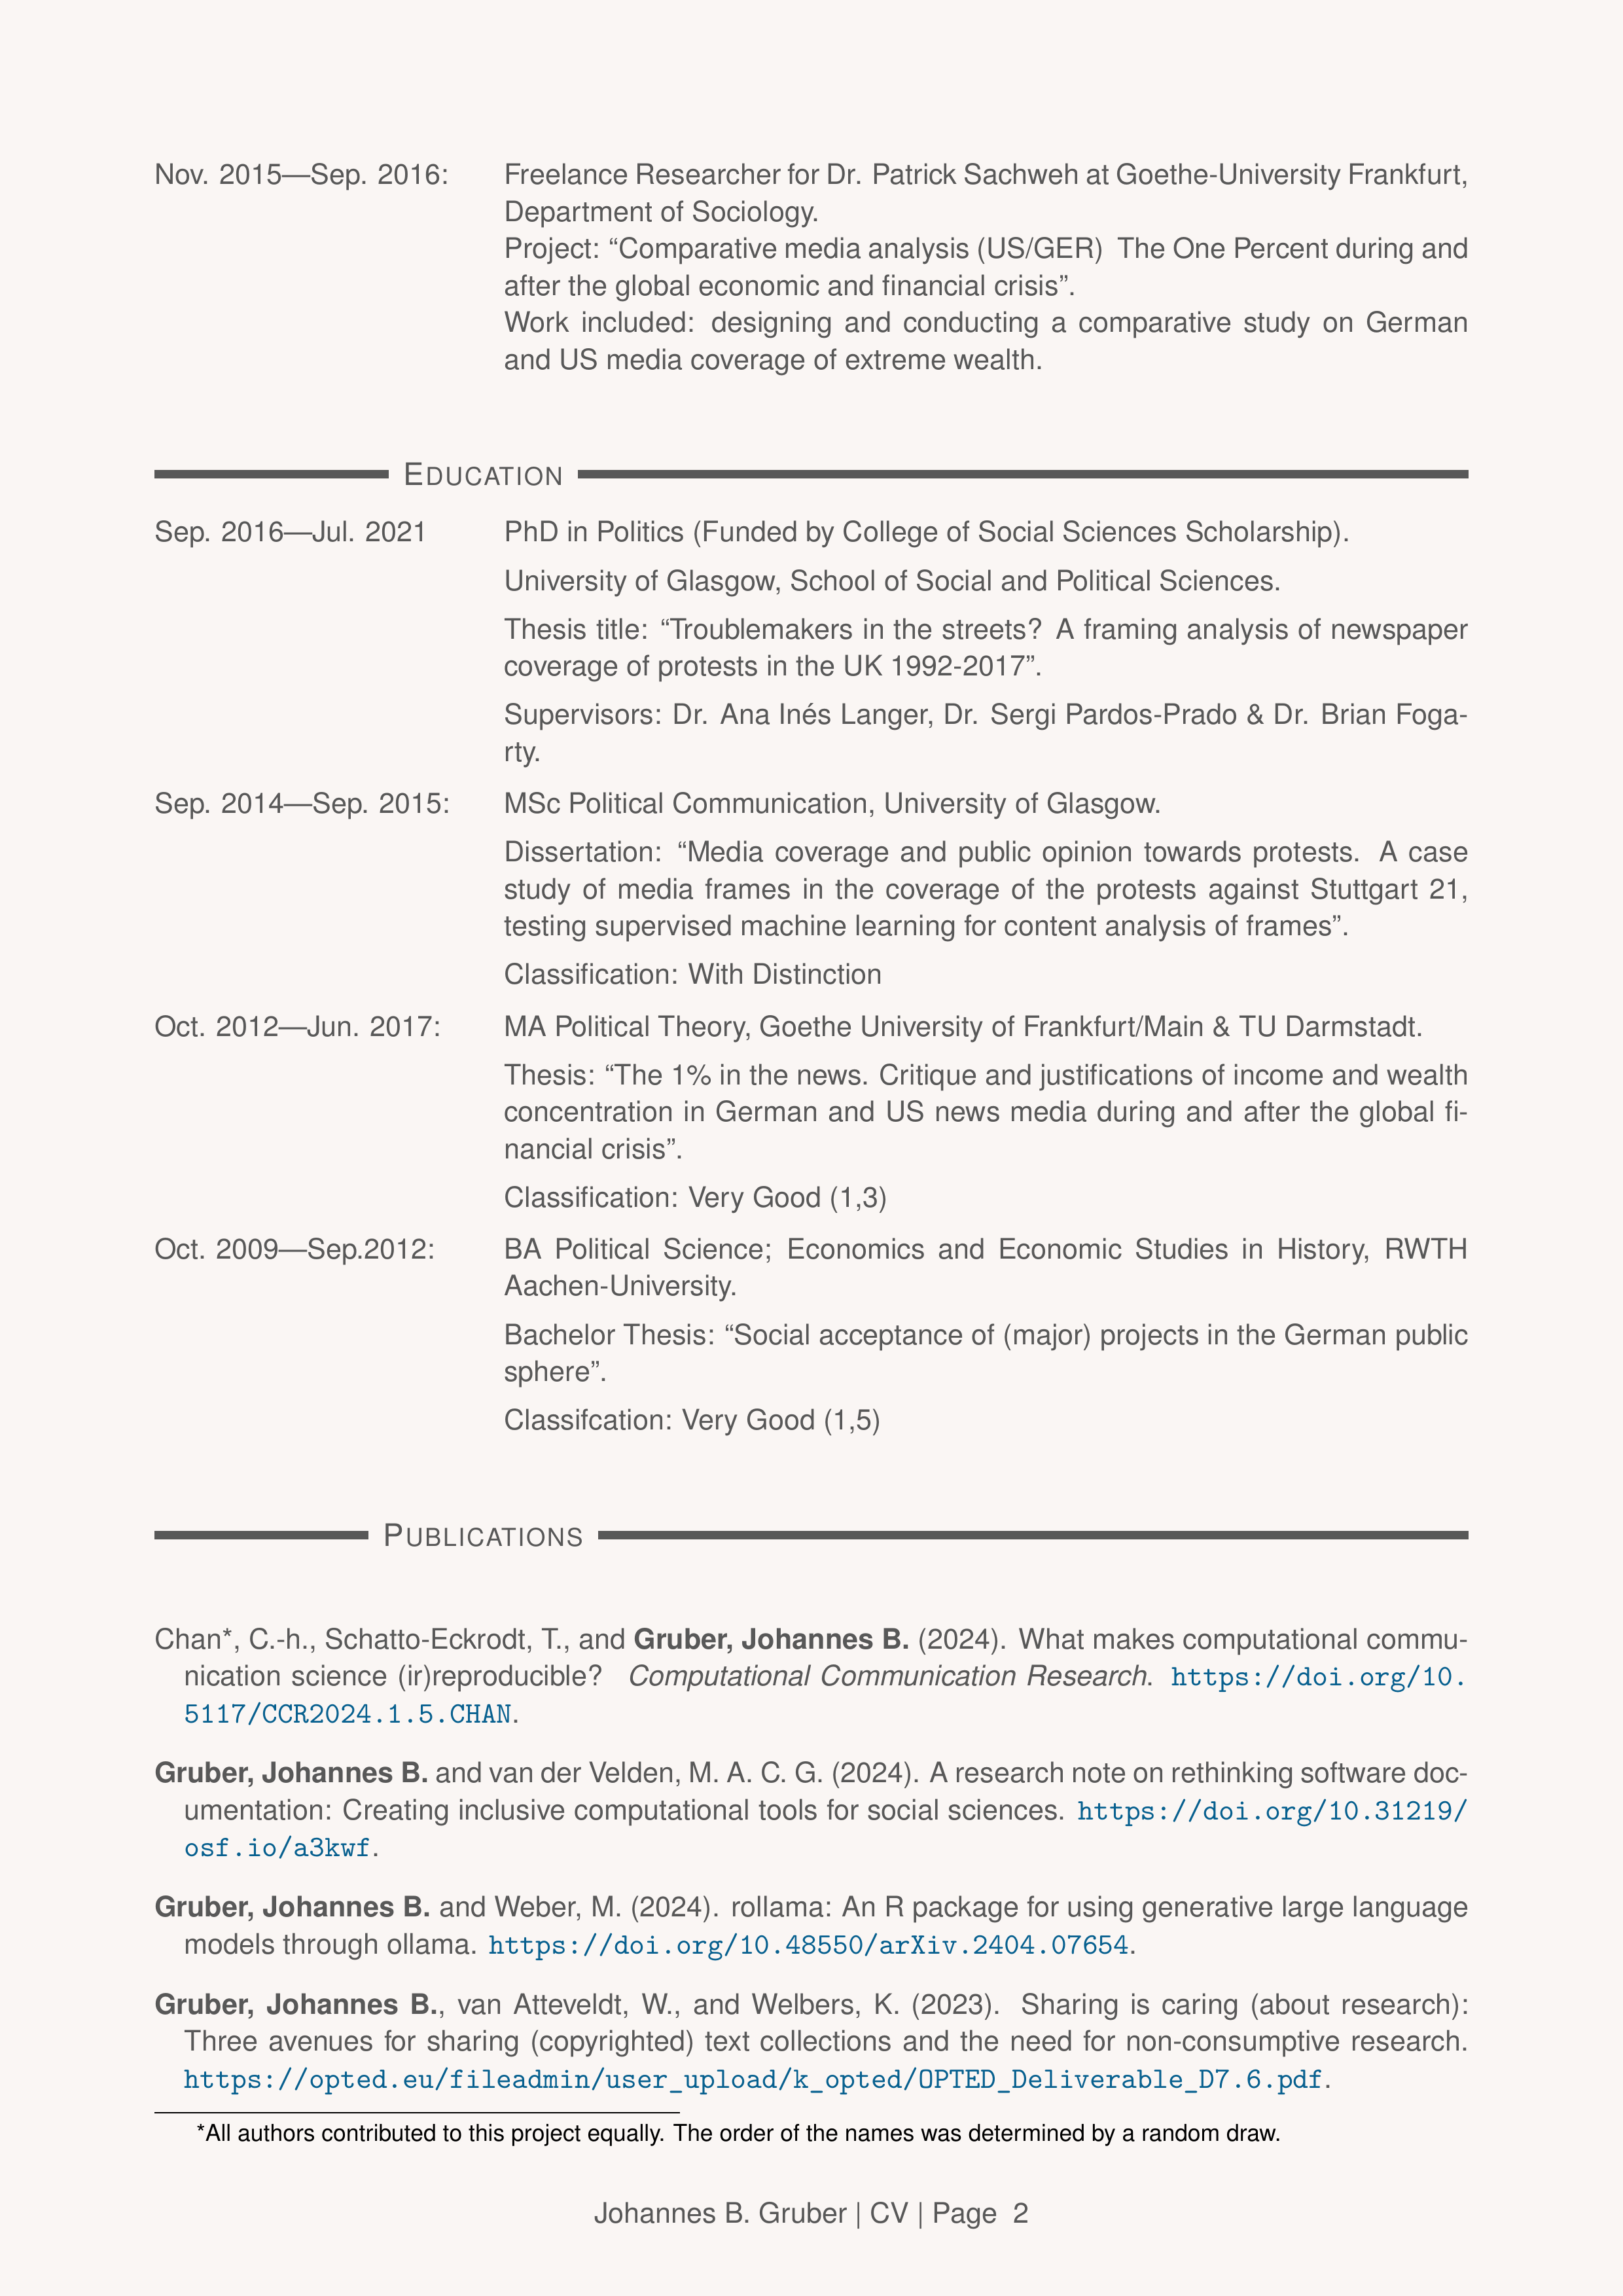 Nov. 2015—Sep. 2016:
Freelance Researcher for Dr. Patrick Sachweh at Goethe-University Frankfurt,
Department of Sociology.
Project: “Comparative media analysis (US/GER) The One Percent during and
after the global economic and financial crisis”.
Work included: designing and conducting a comparative study on German
and US media coverage of extreme wealth.
EDUCATION
Sep. 2016—Jul. 2021
PhD in Politics (Funded by College of Social Sciences Scholarship).
University of Glasgow, School of Social and Political Sciences.
Thesis title: “Troublemakers in the streets? A framing analysis of newspaper
coverage of protests in the UK 1992-2017”.
Supervisors: Dr. Ana Inés Langer, Dr. Sergi Pardos-Prado & Dr. Brian Foga-
rty.
Sep. 2014—Sep. 2015:
MSc Political Communication, University of Glasgow.
Dissertation: “Media coverage and public opinion towards protests. A case
study of media frames in the coverage of the protests against Stuttgart 21,
testing supervised machine learning for content analysis of frames”.
Classification: With Distinction
Oct. 2012—Jun. 2017:
MA Political Theory, Goethe University of Frankfurt/Main & TU Darmstadt.
Thesis: “The 1% in the news. Critique and justifications of income and wealth
concentration in German and US news media during and after the global fi-
nancial crisis”.
Classification: Very Good (1,3)
Oct. 2009—Sep.2012:
BA Political Science; Economics and Economic Studies in History, RWTH
Aachen-University.
Bachelor Thesis: “Social acceptance of (major) projects in the German public
sphere”.
Classifcation: Very Good (1,5)
PUBLICATIONS
Chan*, C.-h., Schatto-Eckrodt, T., and Gruber, Johannes B. (2024). What makes computational commu-
nication science (ir)reproducible? Computational Communication Research. https://doi.org/10.
5117/CCR2024.1.5.CHAN.
Gruber, Johannes B. and van der Velden, M. A. C. G. (2024). A research note on rethinking software doc-
umentation: Creating inclusive computational tools for social sciences. https://doi.org/10.31219/
osf.io/a3kwf.
Gruber, Johannes B. and Weber, M. (2024). rollama: An R package for using generative large language
models through ollama. https://doi.org/10.48550/arXiv.2404.07654.
Gruber, Johannes B., van Atteveldt, W., and Welbers, K. (2023). Sharing is caring (about research):
Three avenues for sharing (copyrighted) text collections and the need for non-consumptive research.
https://opted.eu/fileadmin/user_upload/k_opted/OPTED_Deliverable_D7.6.pdf.
*All authors contributed to this project equally. The order of the names was determined by a random draw.
Johannes B. Gruber | CV | Page 2